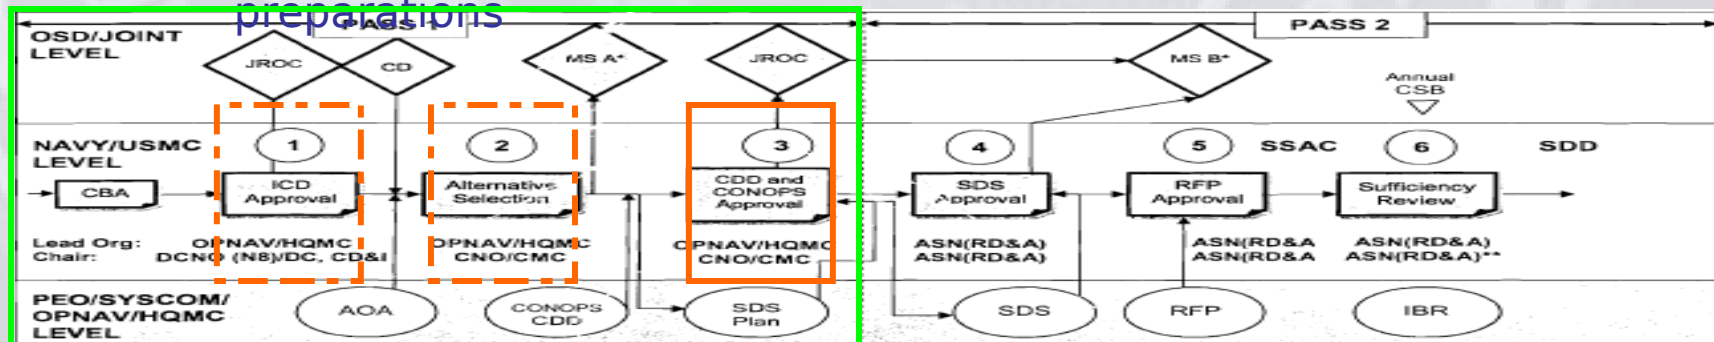 preparations
PASS 1
PASS 2
OSD/JOINT
LEVEL
JROC
CD
MS A*
JROC
MS B*
Annual
CSB
NAVY/USMC
LEVEL
1
2
3
4
5
SSAC
6
SDD
CBA
ICD
Approval
Alternative
Selection
CDD and
CONOPS
Approval
SDS
Approval
RFP
Approval
Sufficiency
Review
Lead Org:
OPNAV/HQMC
OPNAV/HQMC
OPNAV/HQMC
ASN(RD&A)
ASN(RD&A
ASN(RD&A)
Chair:
DCNO (N8)/DC, CD&I
CNO/CMC
CNO/CMC
ASN(RD&A)
ASN(RD&A
ASN(RD&A)**
PEO/SYSCOM/
OPNAV/HQMC
LEVEL
AOA
CONOPS
CDD
SDS
Plan
SDS
RFP
IBR